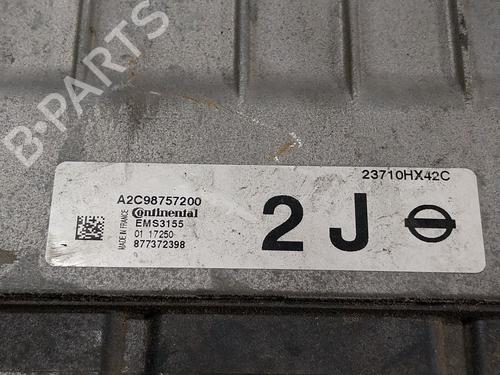 B-PARTS
23710HX42C
A2C98757200
Continental
EMS3155
01 17250
877372398
MADE IN FRANCE
2 J